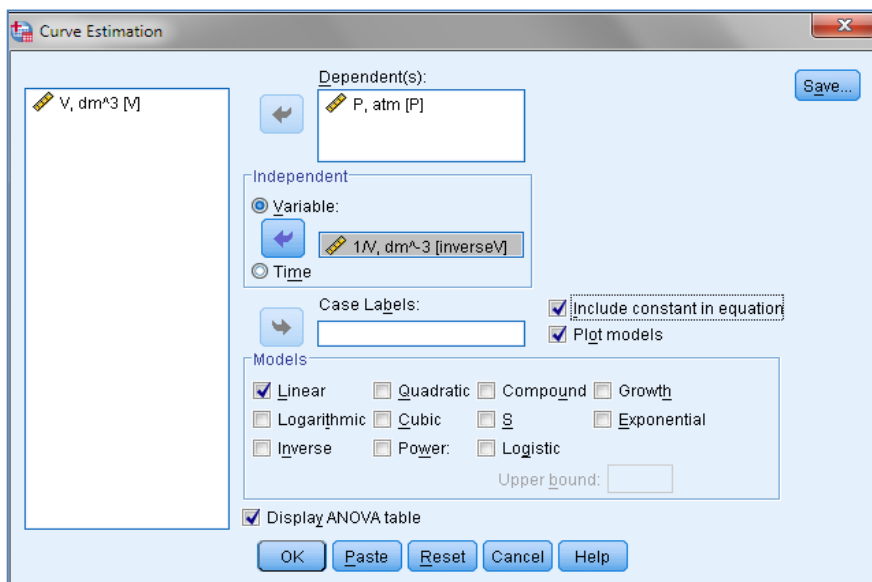 Curve Estimation
X
V, dm^3 [V]
Dependent(s):
P, atm [P]
Save...
Independent
Variable:
1/V, dm^-3 [inverseV]
Time
Case Labels:
Include constant in equation
Plot models
Models
Linear Quadratic Compound Growth
Logarithmic Cubic S Exponential
Inverse Power: Logistic
Upper bound:
Display ANOVA table
OK Paste Reset Cancel Help